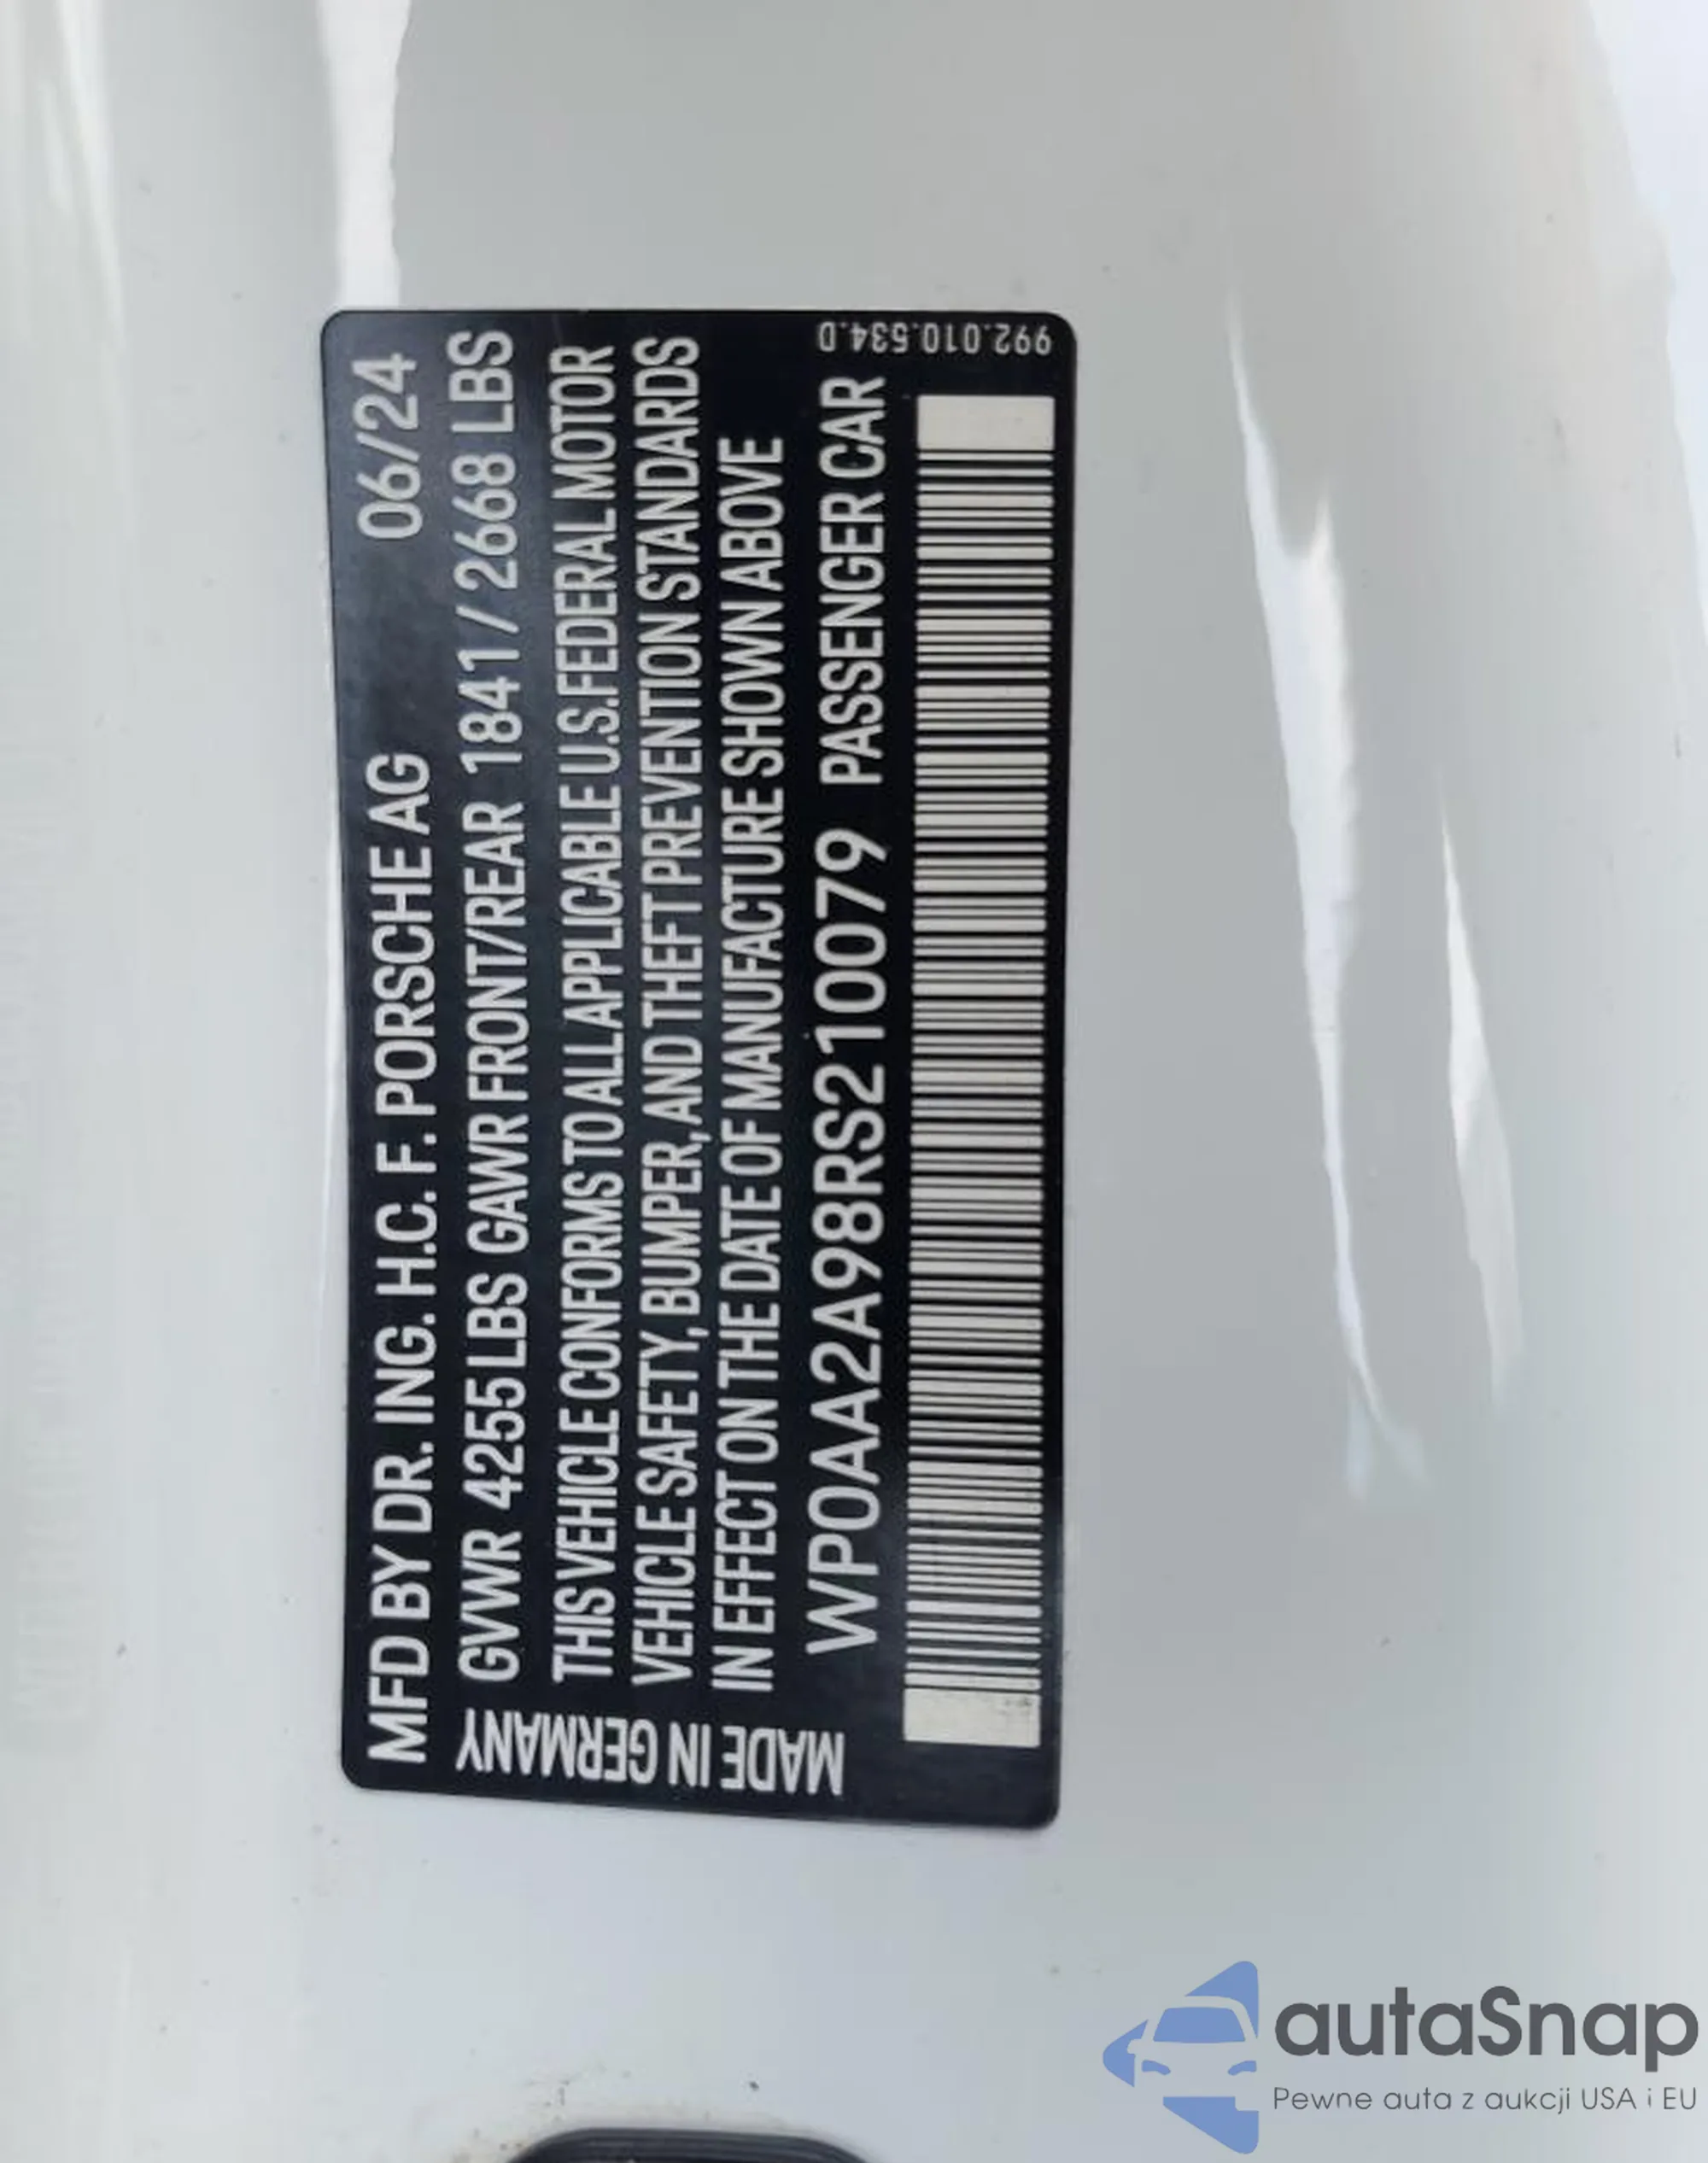 MFD BY DR. ING. H.C. F. PORSCHE AG 06/24
GVWR 4255 LBS GAWR FRONT/REAR 1841 / 2668 LBS
THIS VEHICLE CONFORMS TO ALL APPLICABLE U.S. FEDERAL MOTOR
VEHICLE SAFETY, BUMPER, AND THEFT PREVENTION STANDARDS
IN EFFECT ON THE DATE OF MANUFACTURE SHOWN ABOVE
WP0AA2A98RS210079 PASSENGER CAR
MADE IN GERMANY
992.010.534.D
autaSnap
Pewne auta z aukcji USA i EU